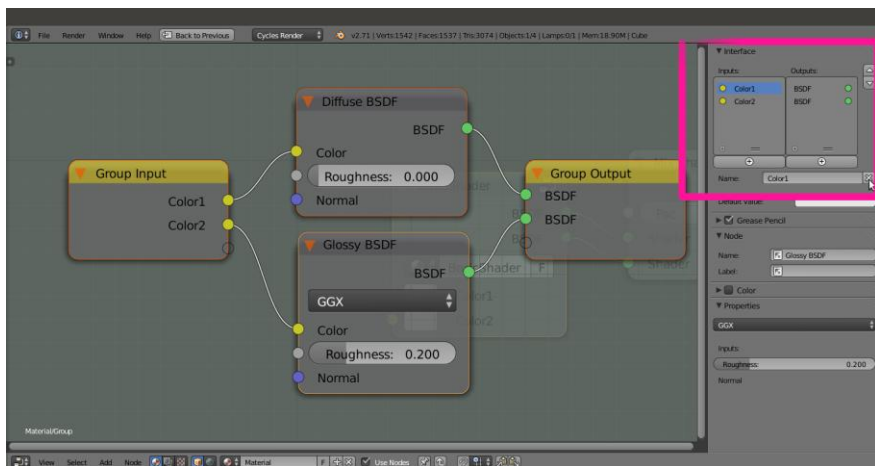 File Render Window Help Back to Previous Cycles Render v2.71 | Verts:1542 | Faces:1537 | Tris:3074 | Objects:1/4 | Lamps:0/1 | Mem:18.90M | Cube
Interface
Inputs: Outputs:
Color1 BSDF
Color2 BSDF
Name: Color1
Default value:
Grease Pencil
Node
Name: Glossy BSDF
Label:
Color
Properties
GGX
Inputs:
Roughness: 0.200
Normal
Group Input
Color1
Color2
Diffuse BSDF
BSDF
Color
Roughness: 0.000
Normal
Glossy BSDF
BSDF
GGX
Color
Roughness: 0.200
Normal
Group Output
BSDF
BSDF
Shader F
Shader
Material/Group
View Select Add Node Material F Use Nodes